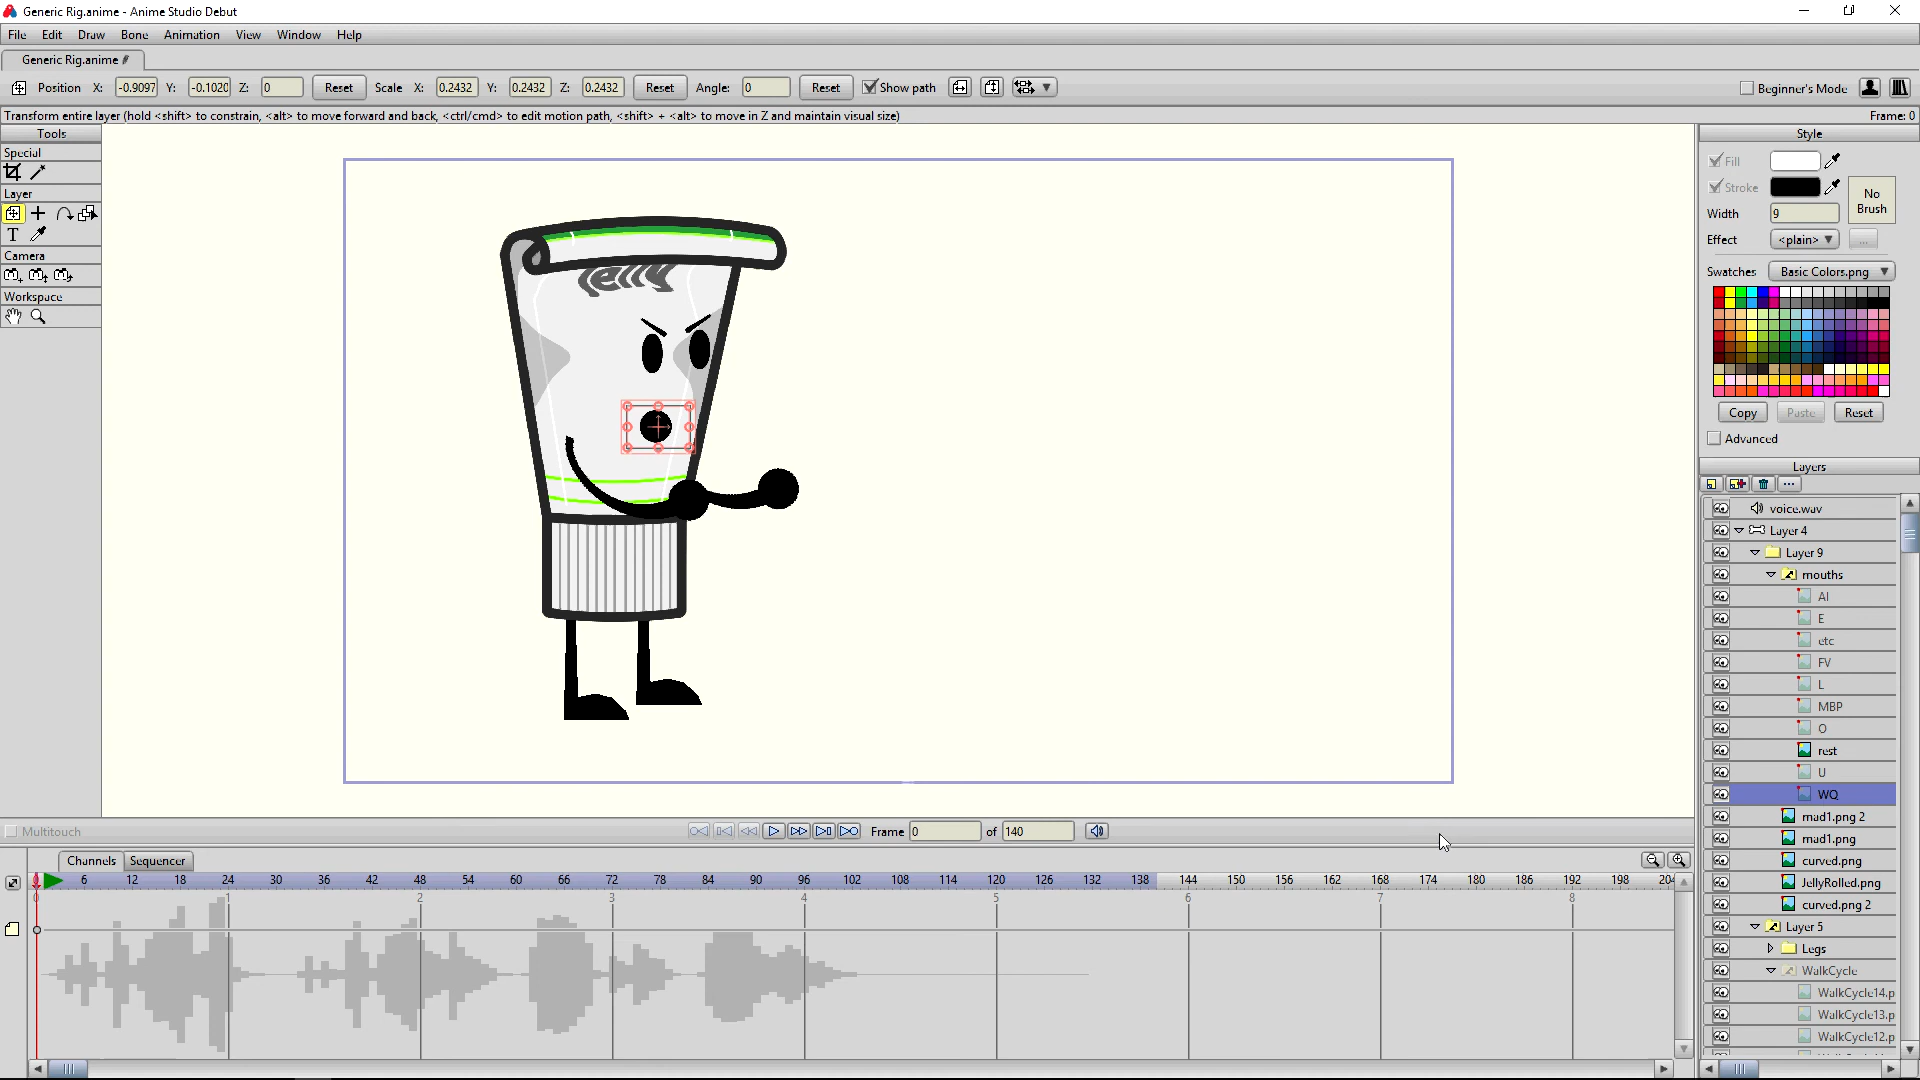 Generic Rig.anime - Anime Studio Debut
File Edit Draw Bone Animation View Window Help
Generic Rig.anime
Position X: -0.9097 Y: -0.1020 Z: 0 Reset Scale X: 0.2432 Y: 0.2432 Z: 0.2432 Reset Angle: 0 Reset Show path Beginner's Mode
Transform entire layer (hold <shift> to constrain, <alt> to move forward and back, <ctrl/cmd> to edit motion path, <shift> + <alt> to move in Z and maintain visual size) Frame: 0
Tools
Special
Layer
T
Camera
Workspace
Style
Fill
Stroke
No Brush
Width 9
Effect <plain> ...
Swatches Basic Colors.png
Copy Paste Reset
Advanced
Layers
voice.wav
Layer 4
Layer 9
mouths
AI
E
etc
FV
L
MBP
O
rest
U
WQ
mad1.png 2
mad1.png
curved.png
JellyRolled.png
curved.png 2
Layer 5
Legs
WalkCycle
WalkCycle14.p
WalkCycle13.p
WalkCycle12.p
Multitouch Frame 0 of 140
Channels Sequencer
6 12 18 24 30 36 42 48 54 60 66 72 78 84 90 96 102 108 114 120 126 132 138 144 150 156 162 168 174 180 186 192 198 204
0 1 2 3 4 5 6 7 8